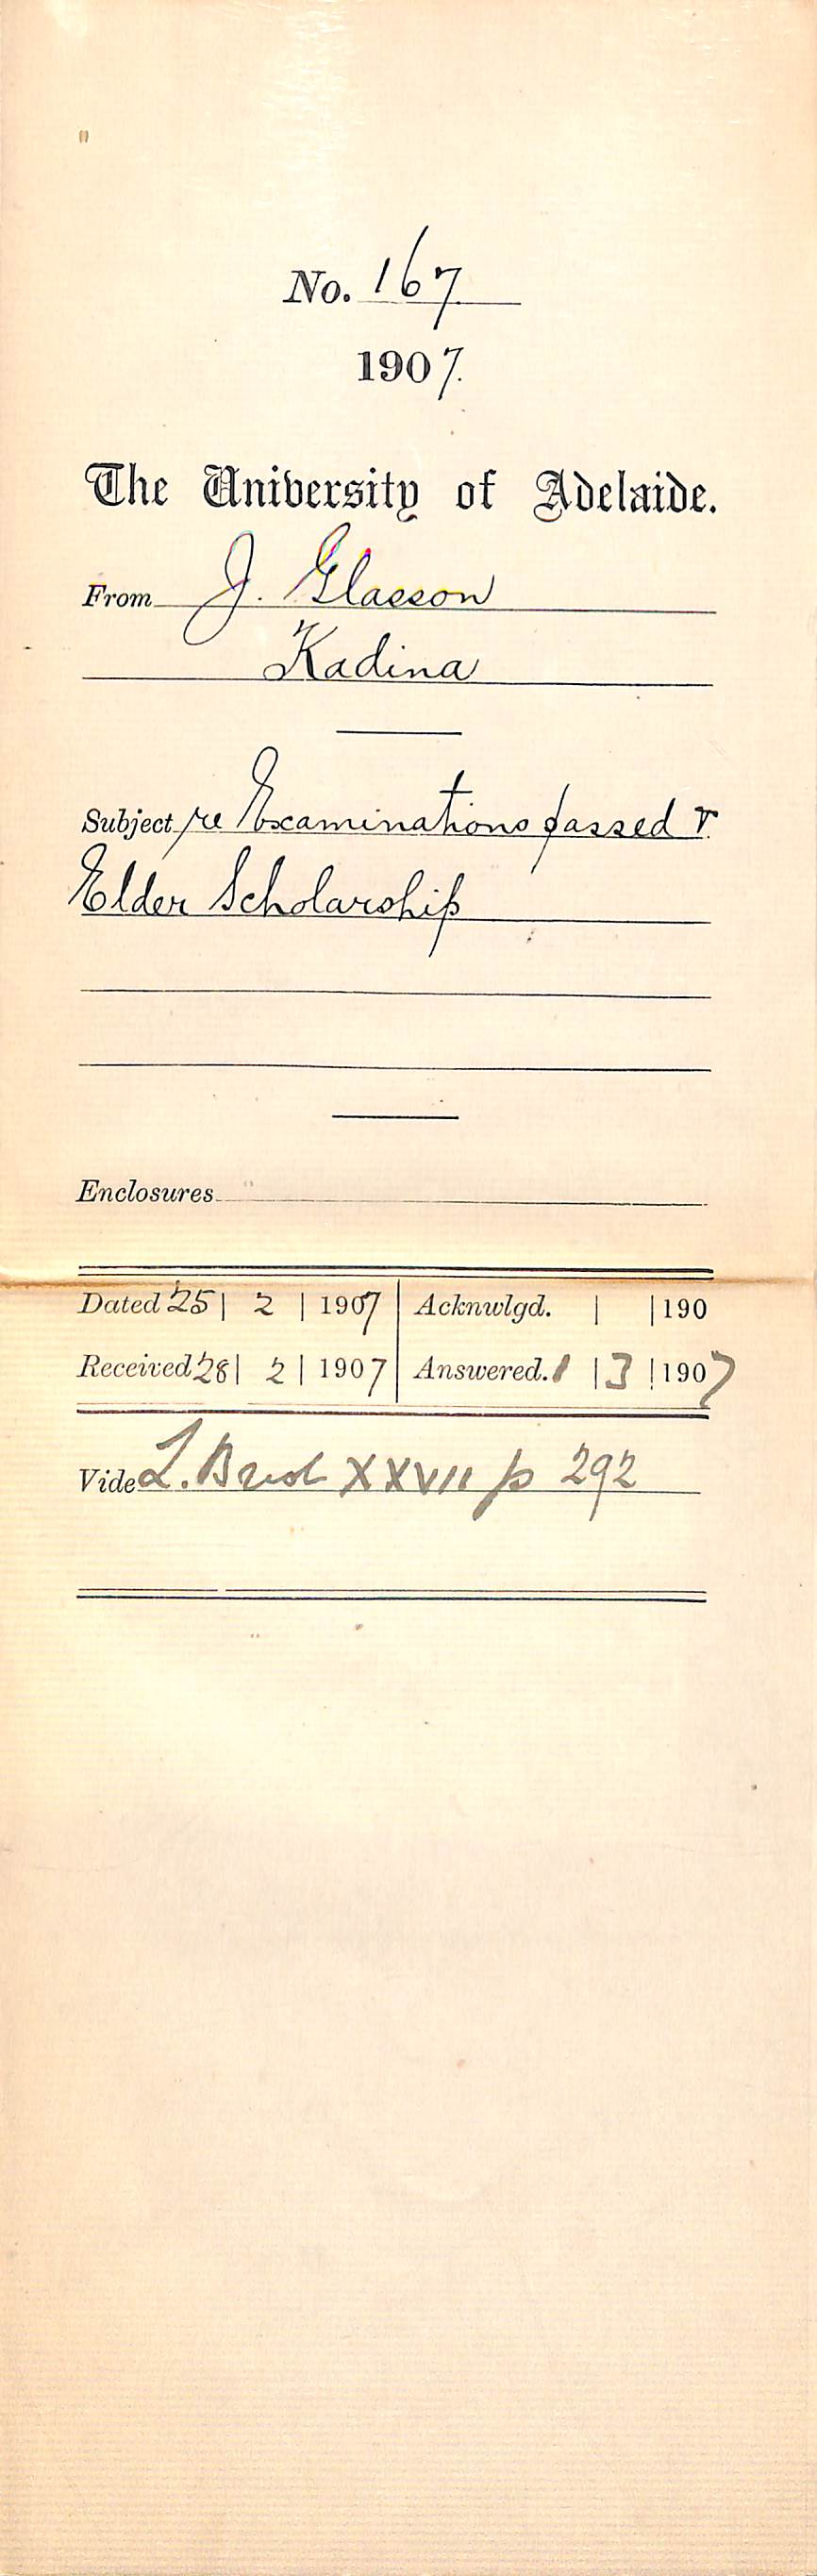 No. 167
1907.
The University of Adelaide.
From J. Glasson
Kadina
Subject re Examinations passed &
Elder Scholarship
Enclosures
Dated 25 | 2 | 1907 Acknwlgd. | | 190
Received 28 | 2 | 1907 Answered. 1 | 3 | 1907
Vide L. Book XXVII p 292